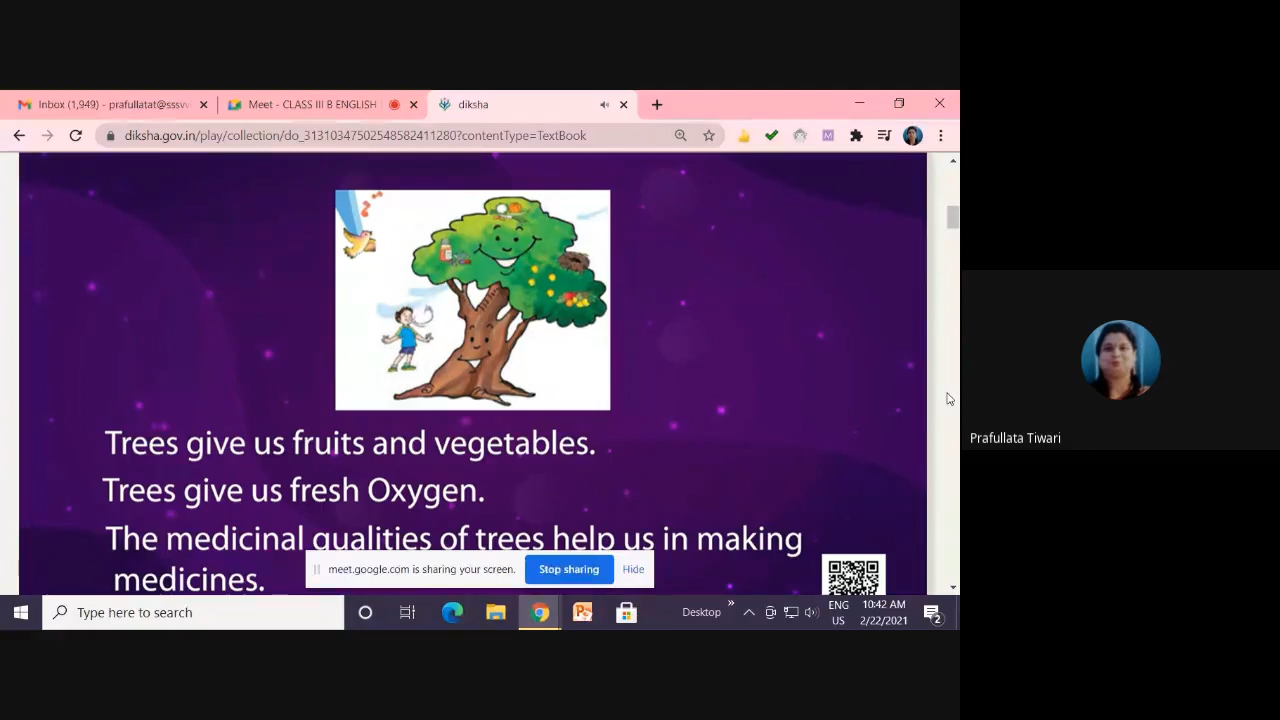 Inbox (1,949) - prafullatat@sssvv
Meet - CLASS III B ENGLISH
diksha
diksha.gov.in/play/collection/do_31310347502548582411280?contentType=TextBook
Trees give us fruits and vegetables.
Trees give us fresh Oxygen.
The medicinal qualities of trees help us in making
medicines.
meet.google.com is sharing your screen.
Stop sharing
Hide
Prafullata Tiwari
Type here to search
Desktop
ENG
US
10:42 AM
2/22/2021
2